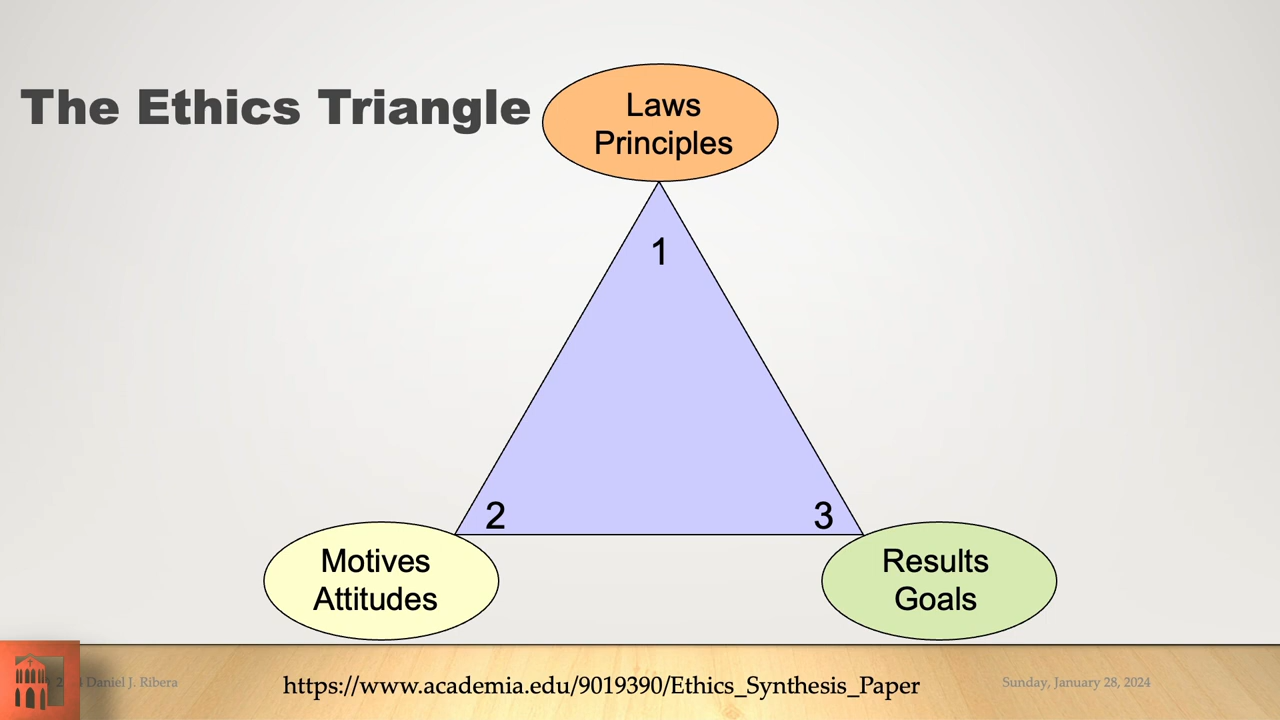 The Ethics Triangle
Laws
Principles
1
2
3
Motives
Attitudes
Results
Goals
Daniel J. Ribera
https://www.academia.edu/9019390/Ethics_Synthesis_Paper
Sunday, January 28, 2024